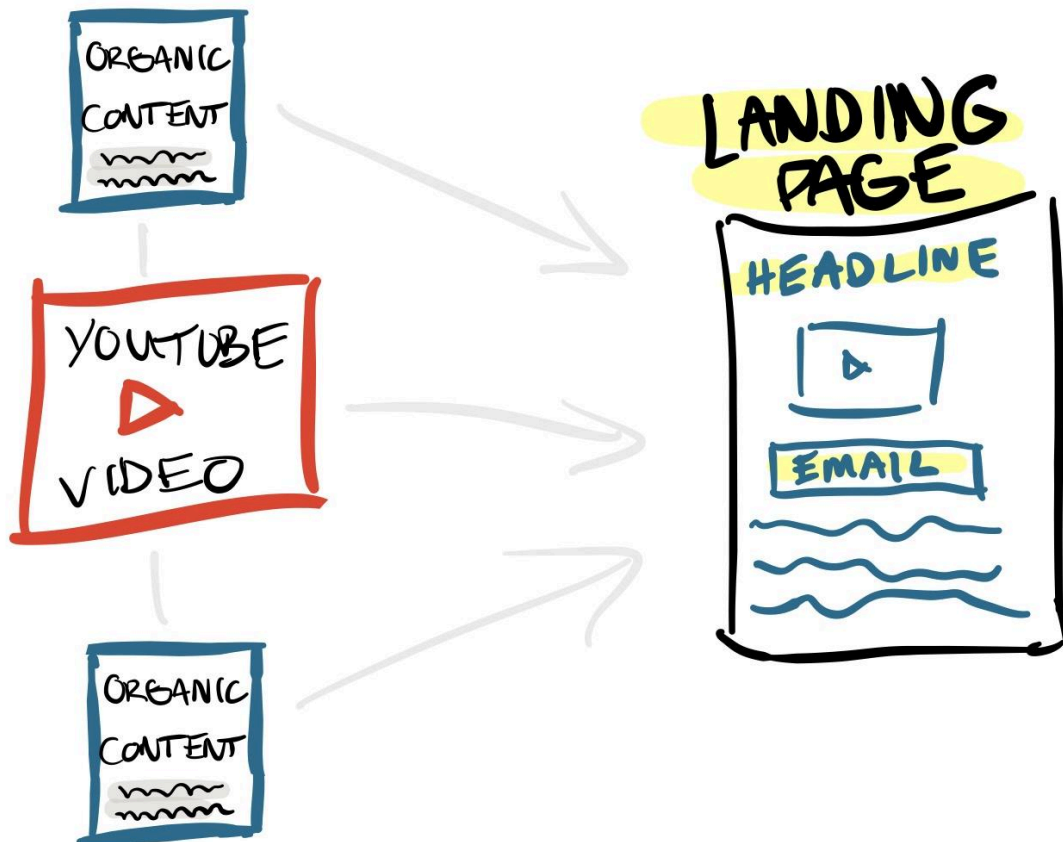 ORGANIC
CONTENT
YOUTUBE
VIDEO
ORGANIC
CONTENT
LANDING
PAGE
HEADLINE
EMAIL